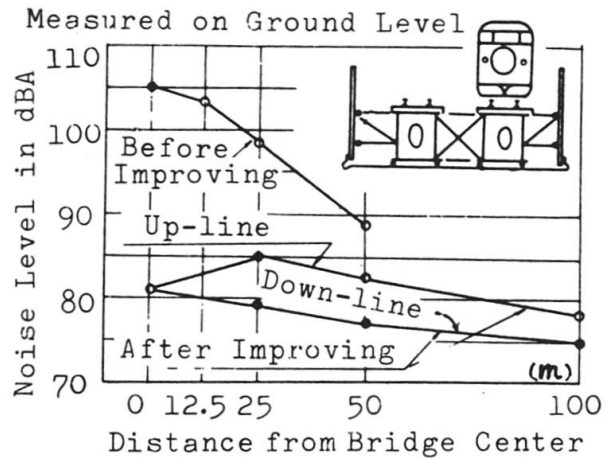 Measured on Ground Level
Noise Level in dBA
110
100
90
80
70
Before
Improving
Up-line
Down-line
After Improving
(m)
0 12.5 25 50 100
Distance from Bridge Center